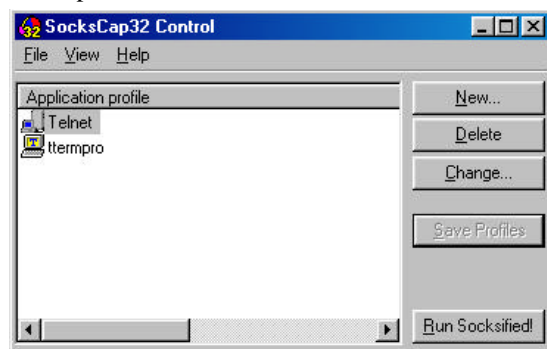 SocksCap32 Control
File View Help
Application profile
Telnet
ttermpro
New...
Delete
Change...
Save Profiles
Run Socksified!